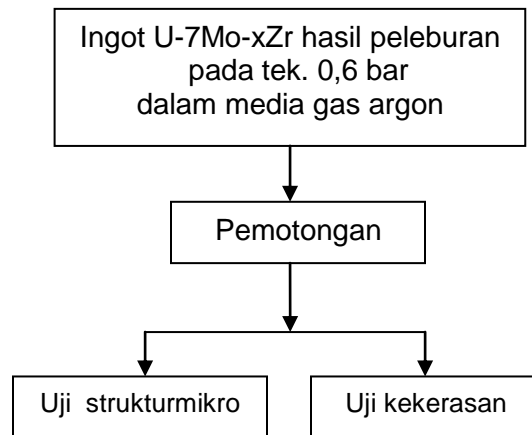 Ingot U-7Mo-xZr hasil peleburan
pada tek. 0,6 bar
dalam media gas argon
Pemotongan
Uji strukturmikro
Uji kekerasan